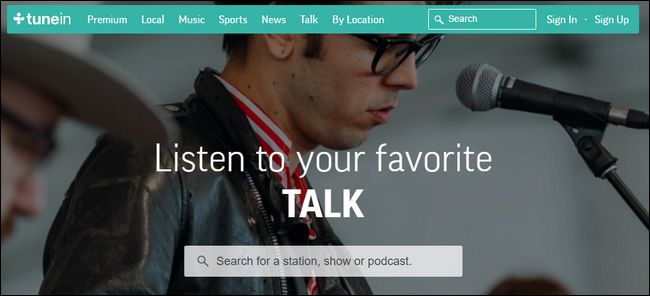 tunein Premium Local Music Sports News Talk By Location Search Sign In · Sign Up
Listen to your favorite
TALK
Search for a station, show or podcast.